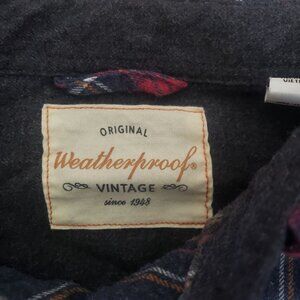 ORIGINAL
Weatherproof®
VINTAGE
since 1948